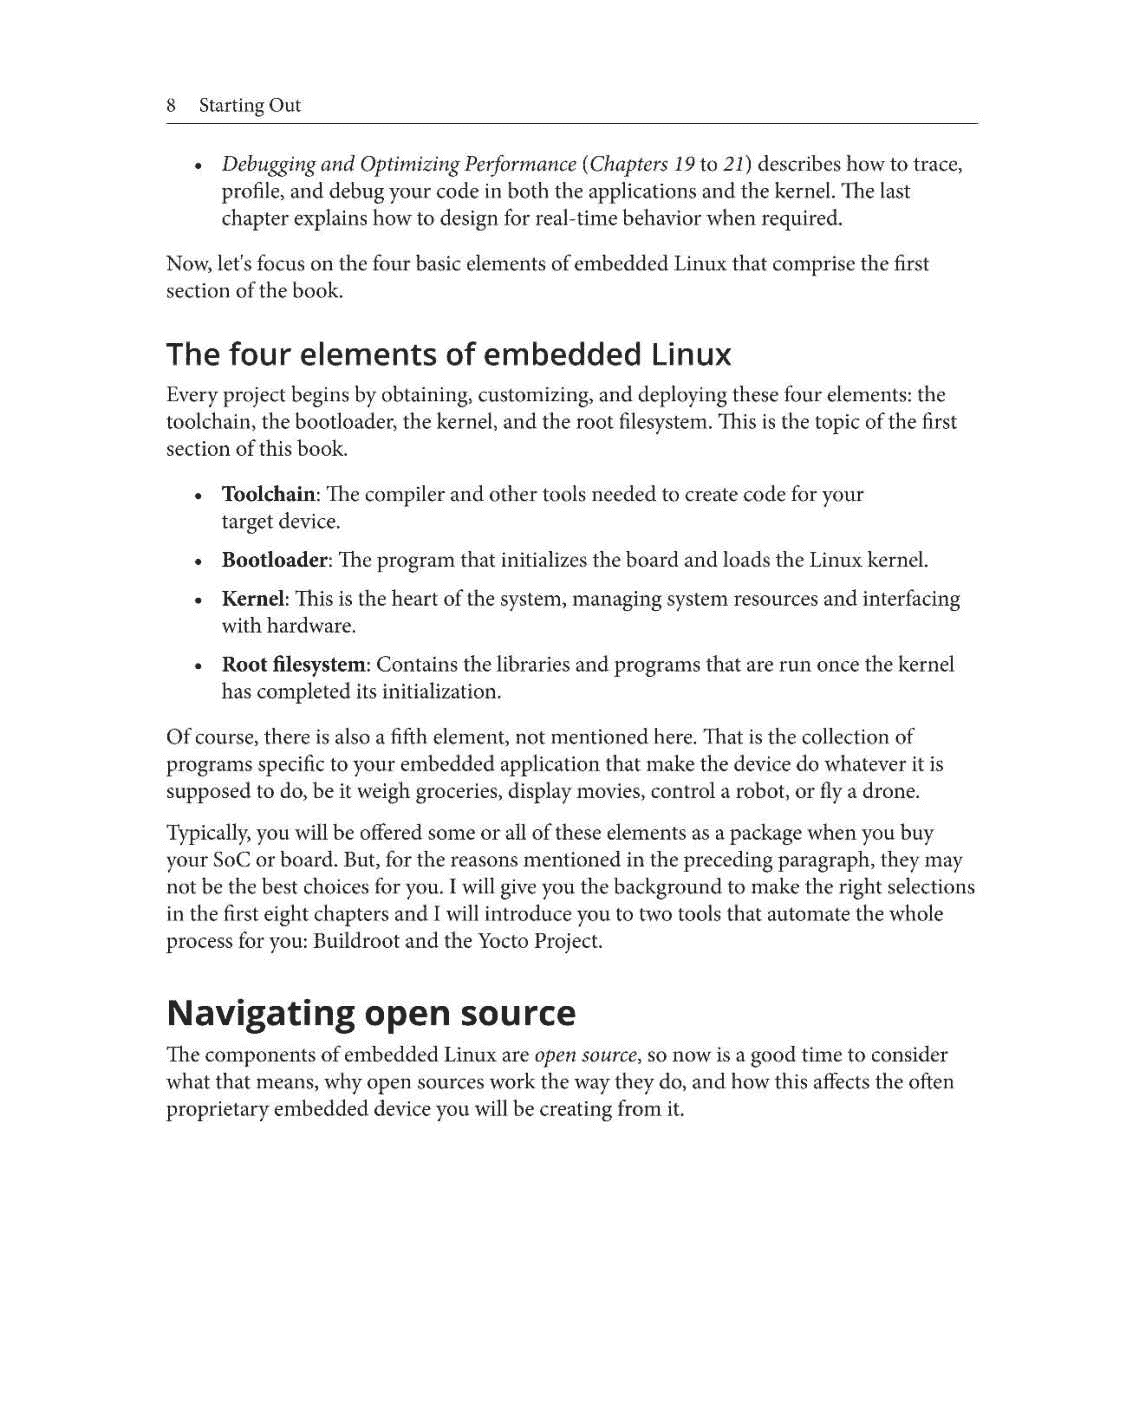 8 Starting Out
• Debugging and Optimizing Performance (Chapters 19 to 21) describes how to trace,
profile, and debug your code in both the applications and the kernel. The last
chapter explains how to design for real-time behavior when required.
Now, let's focus on the four basic elements of embedded Linux that comprise the first
section of the book.
The four elements of embedded Linux
Every project begins by obtaining, customizing, and deploying these four elements: the
toolchain, the bootloader, the kernel, and the root filesystem. This is the topic of the first
section of this book.
• Toolchain: The compiler and other tools needed to create code for your
target device.
• Bootloader: The program that initializes the board and loads the Linux kernel.
• Kernel: This is the heart of the system, managing system resources and interfacing
with hardware.
• Root filesystem: Contains the libraries and programs that are run once the kernel
has completed its initialization.
Of course, there is also a fifth element, not mentioned here. That is the collection of
programs specific to your embedded application that make the device do whatever it is
supposed to do, be it weigh groceries, display movies, control a robot, or fly a drone.
Typically, you will be offered some or all of these elements as a package when you buy
your SoC or board. But, for the reasons mentioned in the preceding paragraph, they may
not be the best choices for you. I will give you the background to make the right selections
in the first eight chapters and I will introduce you to two tools that automate the whole
process for you: Buildroot and the Yocto Project.
Navigating open source
The components of embedded Linux are open source, so now is a good time to consider
what that means, why open sources work the way they do, and how this affects the often
proprietary embedded device you will be creating from it.